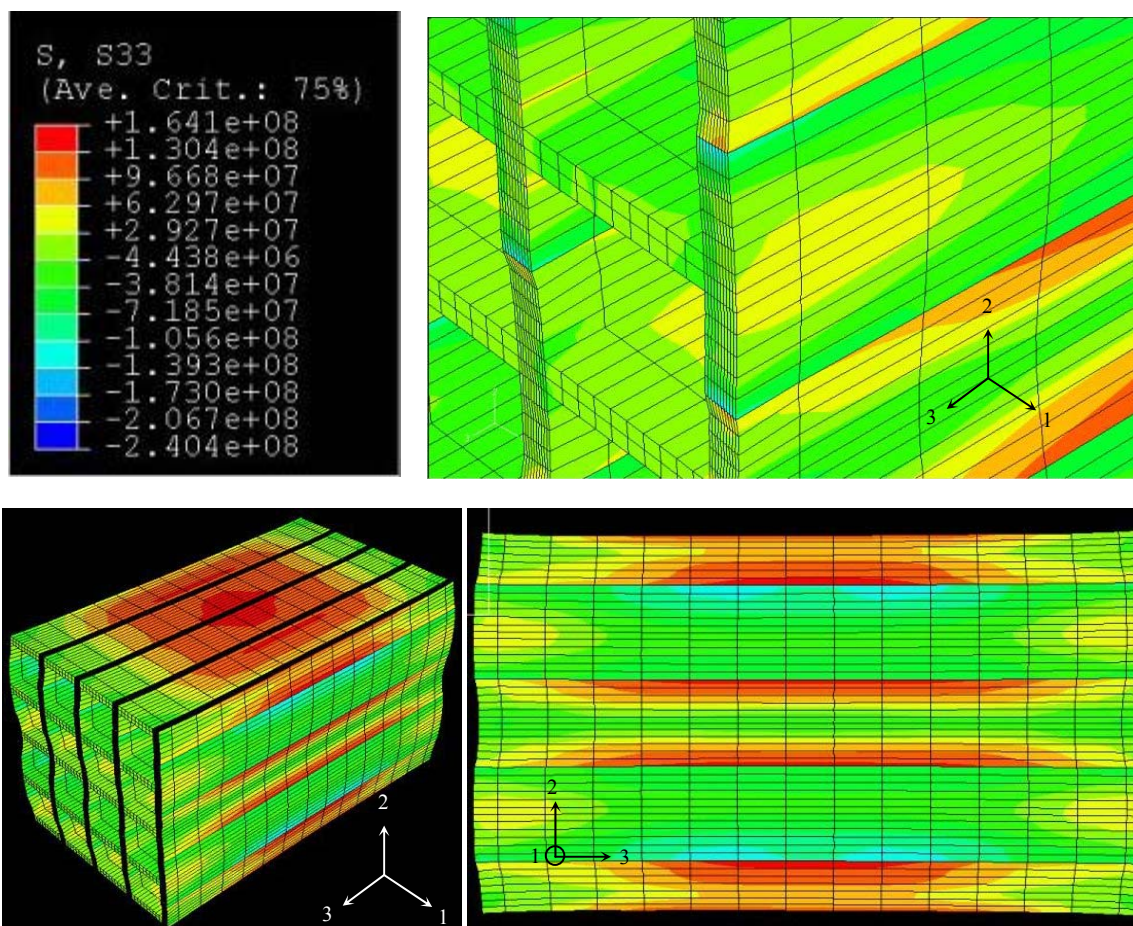 S, S33
(Ave. Crit.: 75%)
+1.641e+08
+1.304e+08
+9.668e+07
+6.297e+07
+2.927e+07
-4.438e+06
-3.814e+07
-7.185e+07
-1.056e+08
-1.393e+08
-1.730e+08
-2.067e+08
-2.404e+08
2
3
1
2
3
1
2
1
3